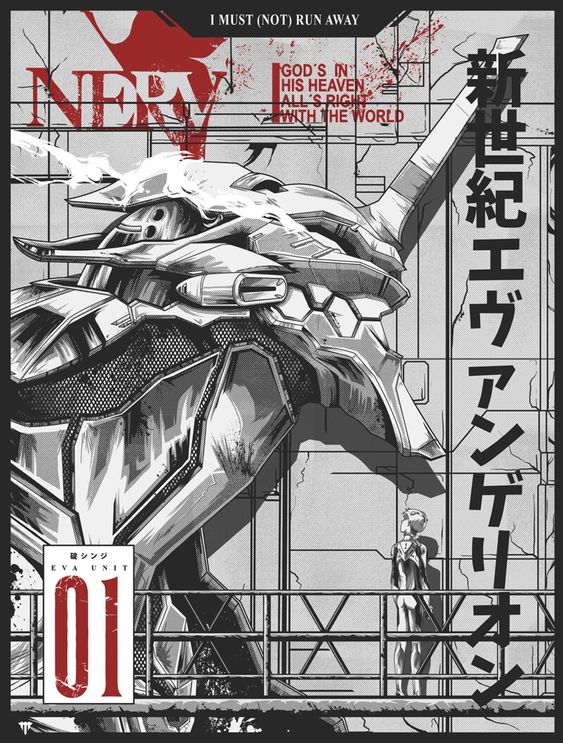 I MUST (NOT) RUN AWAY
NERV
GOD´S IN
HIS HEAVEN
ALL´S RIGHT
WITH THE WORLD
新世紀エヴァンゲリオン
碇シンジ
EVA UNIT
01